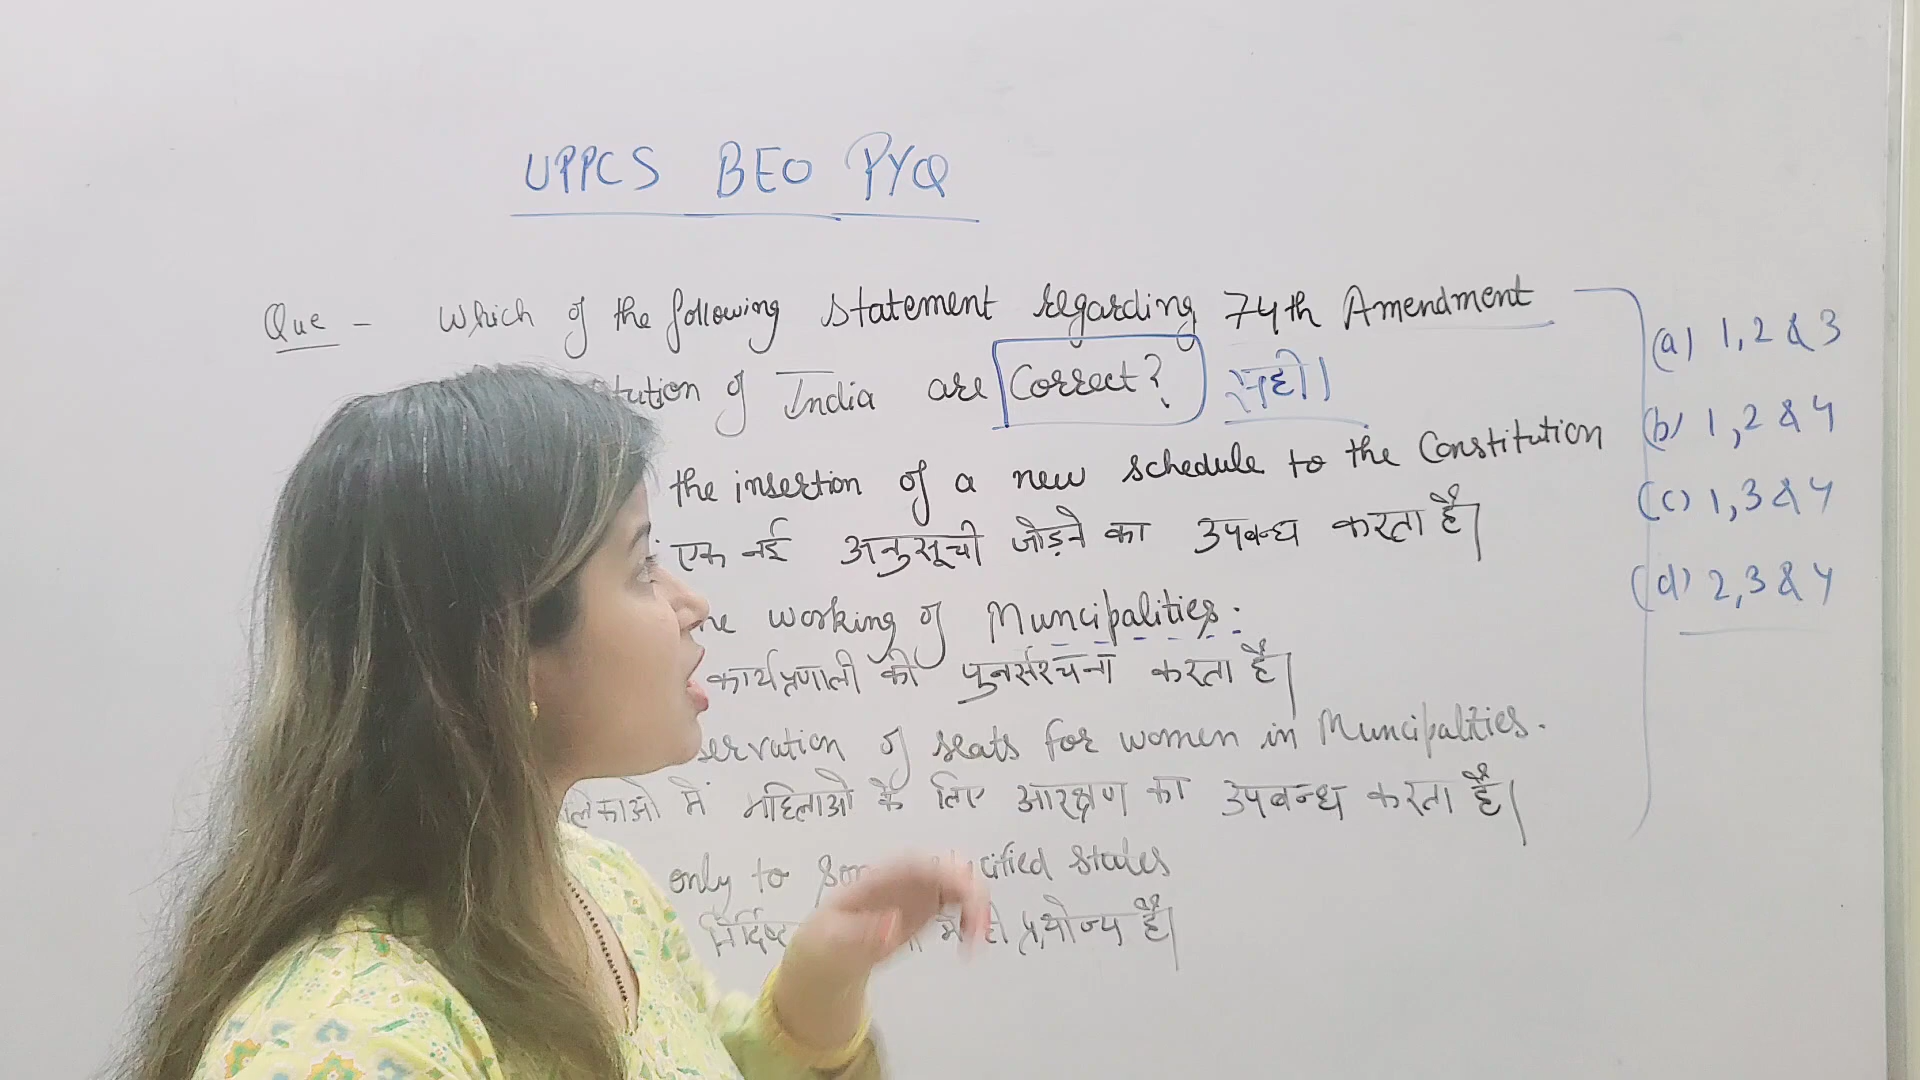 UPPCS BEO PYQ
Que - Which of the following statement regarding 74th Amendment
tution of India are Correct? सही।
the insertion of a new schedule to the Constitution
एक नई अनुसूची जोड़ने का उपबन्ध करता है।
working of Muncipalities.
कार्यप्रणाली की पुनर्संरचना करता है।
servation of seats for women in Muncipalties.
लिकाओ में महिलाओ के लिए आरक्षण का उपबन्ध करता है।
only to cified states
प्रयोज्य है।
(a) 1,2 & 3
(b) 1,2 & 4
(c) 1,3 & 4
(d) 2,3 & 4